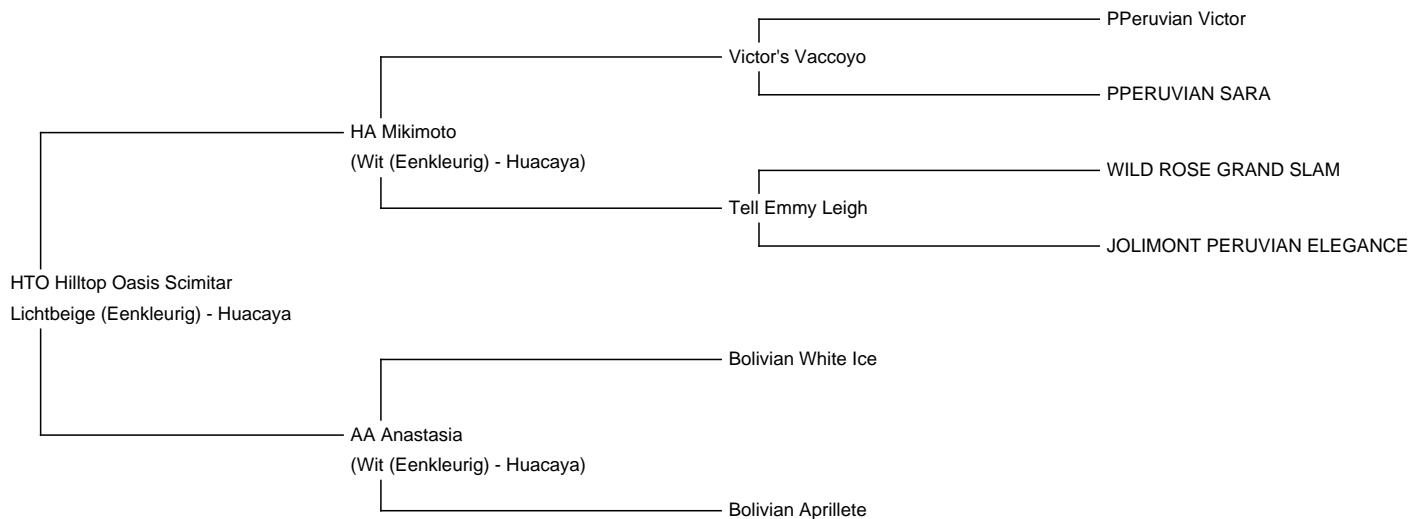 PPeruvian Victor
Victor's Vaccoyo
PPERUVIAN SARA
HA Mikimoto
(Wit (Eenkleurig) - Huacaya)
WILD ROSE GRAND SLAM
Tell Emmy Leigh
JOLIMONT PERUVIAN ELEGANCE
HTO Hilltop Oasis Scimitar
Lichtbeige (Eenkleurig) - Huacaya
Bolivian White Ice
AA Anastasia
(Wit (Eenkleurig) - Huacaya)
Bolivian Aprillete